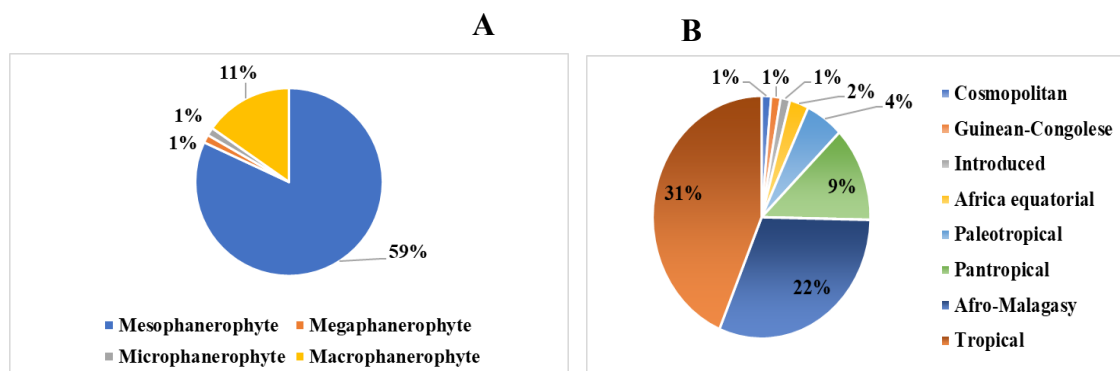 A
11%
1%
1%
59%
Mesophanerophyte Megaphanerophyte
Microphanerophyte Macrophanerophyte
B
1% 1% 1%
2%
4%
9%
31%
22%
Cosmopolitan
Guinean-Congolese
Introduced
Africa equatorial
Paleotropical
Pantropical
Afro-Malagasy
Tropical